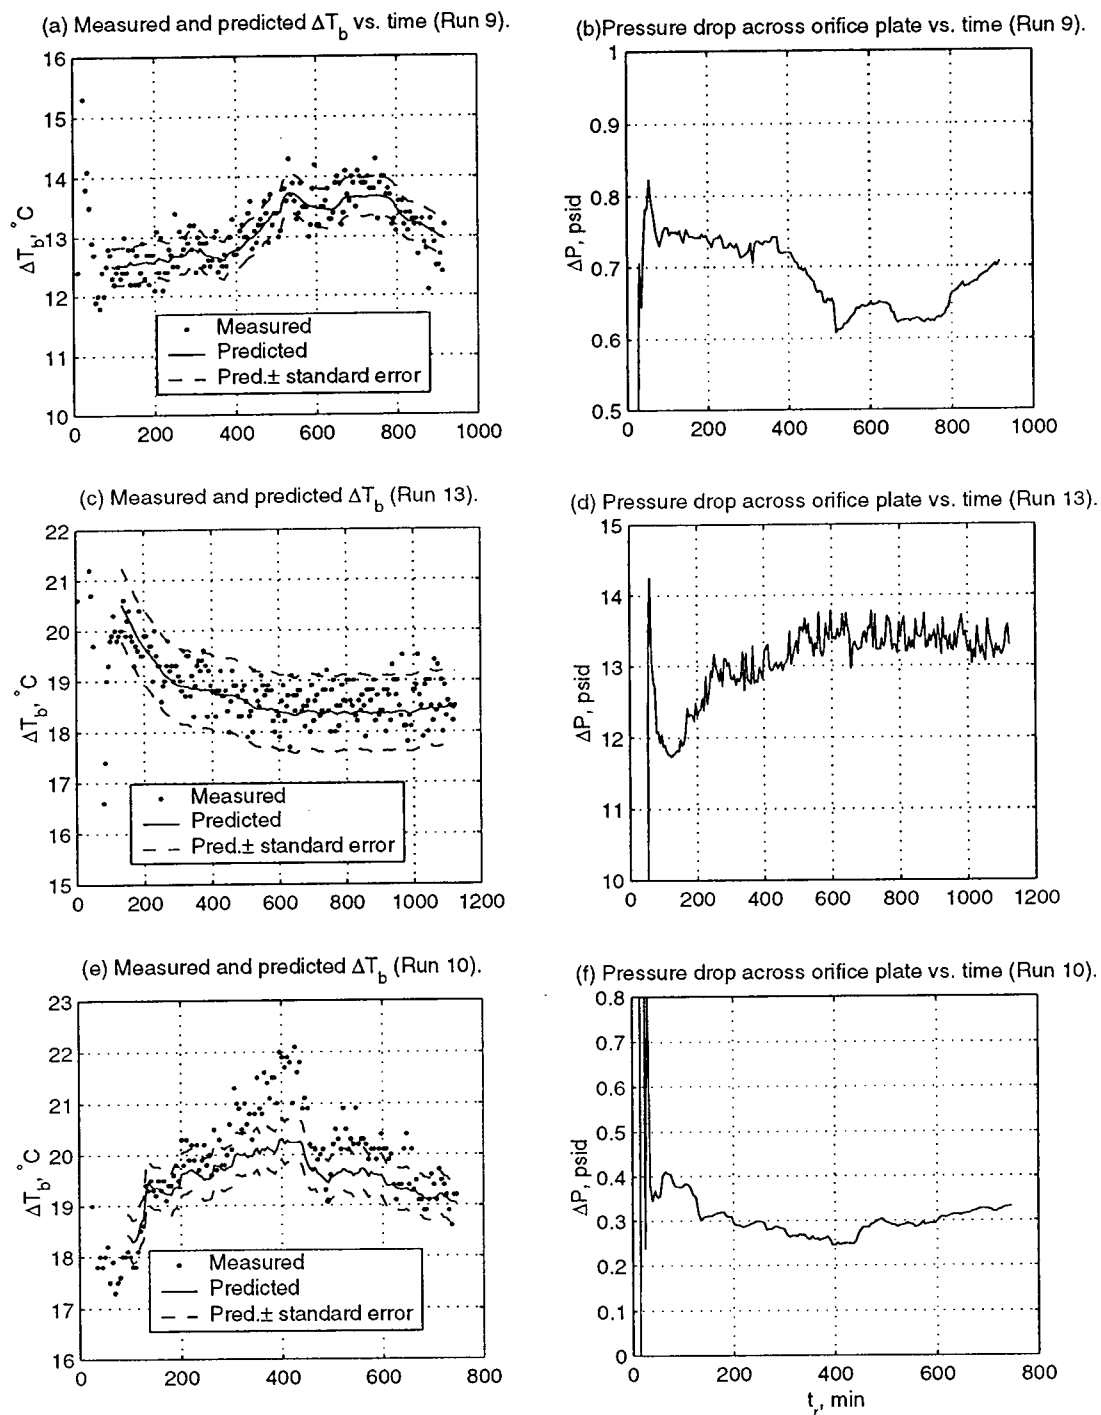 (a) Measured and predicted ΔT_b vs. time (Run 9).
16
15
14
13
12
11
10
ΔT_b, °C
Measured
Predicted
Pred.± standard error
0 200 400 600 800 1000
(b)Pressure drop across orifice plate vs. time (Run 9).
1
0.9
0.8
0.7
0.6
0.5
ΔP, psid
0 200 400 600 800 1000
(c) Measured and predicted ΔT_b (Run 13).
22
21
20
19
18
17
16
15
ΔT_b, °C
Measured
Predicted
Pred.± standard error
0 200 400 600 800 1000 1200
(d) Pressure drop across orifice plate vs. time (Run 13).
15
14
13
12
11
10
ΔP, psid
0 200 400 600 800 1000 1200
(e) Measured and predicted ΔT_b (Run 10).
23
22
21
20
19
18
17
16
ΔT_b, °C
Measured
Predicted
Pred.± standard error
0 200 400 600 800
(f) Pressure drop across orifice plate vs. time (Run 10).
0.8
0.7
0.6
0.5
0.4
0.3
0.2
0.1
0
ΔP, psid
0 200 400 600 800
t_r, min